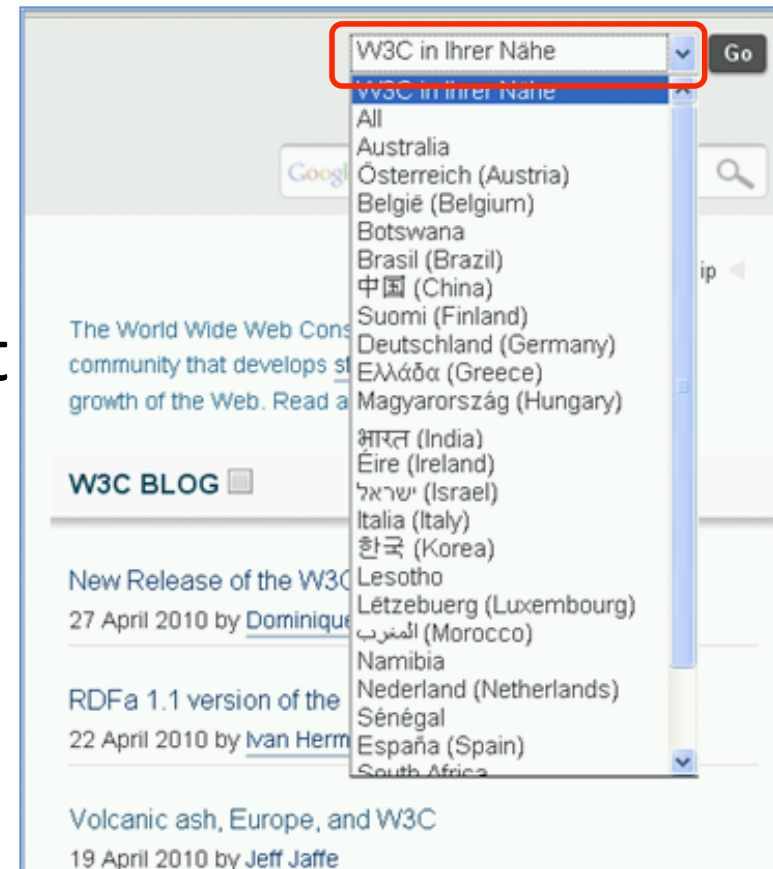 W3C in Ihrer Nähe
Go
W3C in Ihrer Nähe
All
Australia
Österreich (Austria)
België (Belgium)
Botswana
Brasil (Brazil)
中国 (China)
Suomi (Finland)
Deutschland (Germany)
Ελλάδα (Greece)
Magyarország (Hungary)
भारत (India)
Éire (Ireland)
ישראל (Israel)
Italia (Italy)
한국 (Korea)
Lesotho
Lëtzebuerg (Luxembourg)
المغرب (Morocco)
Namibia
Nederland (Netherlands)
Sénégal
España (Spain)
South Africa
Googl
ip
t
The World Wide Web Cons
community that develops st
growth of the Web. Read a
W3C BLOG
New Release of the W3C
27 April 2010 by Dominique
RDFa 1.1 version of the
22 April 2010 by Ivan Herm
Volcanic ash, Europe, and W3C
19 April 2010 by Jeff Jaffe